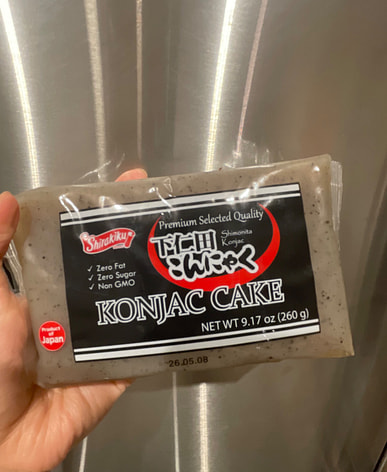 Premium Selected Quality
Shirakiku
下仁田
Shimonita
Konjac
こんにゃく
✓ Zero Fat
✓ Zero Sugar
✓ Non GMO
KONJAC CAKE
NET WT 9.17 oz (260 g)
Product
of
Japan
26.05.08